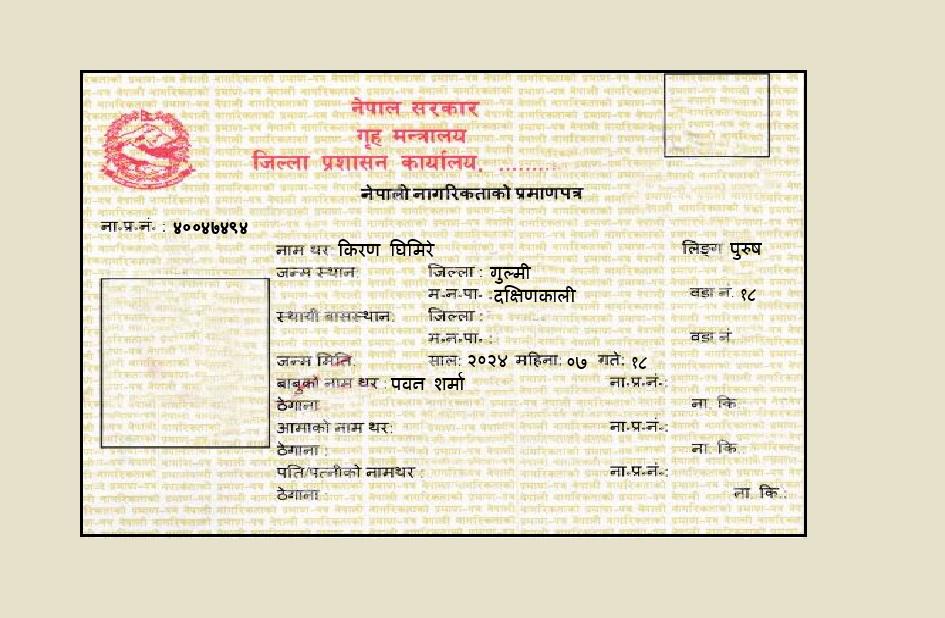 नेपाल सरकार
गृह मन्त्रालय
जिल्ला प्रशासन कार्यालय, .........
नेपाली नागरिकताको प्रमाणपत्र
ना.प्र.नं. : ४००४७४९४
नाम थर: किरण घिमिरे लिङ्ग पुरुष
जन्म स्थान: जिल्ला : गुल्मी
म.न.पा. :दक्षिणकाली वडा नं. १८
स्थायी बासस्थान: जिल्ला :
म.न.पा. : वडा नं
जन्म मिति: साल: २०२४ महिना: ०७ गते: १८
बाबुको नाम थर : पवन शर्मा ना.प्र.नं.:
ठेगाना ना. कि.:
आमाको नाम थर: ना.प्र.नं.:
ठेगाना : ना. कि.
पति/पत्नीको नामथर : ना.प्र.नं.:
ठेगाना : ना. कि.: